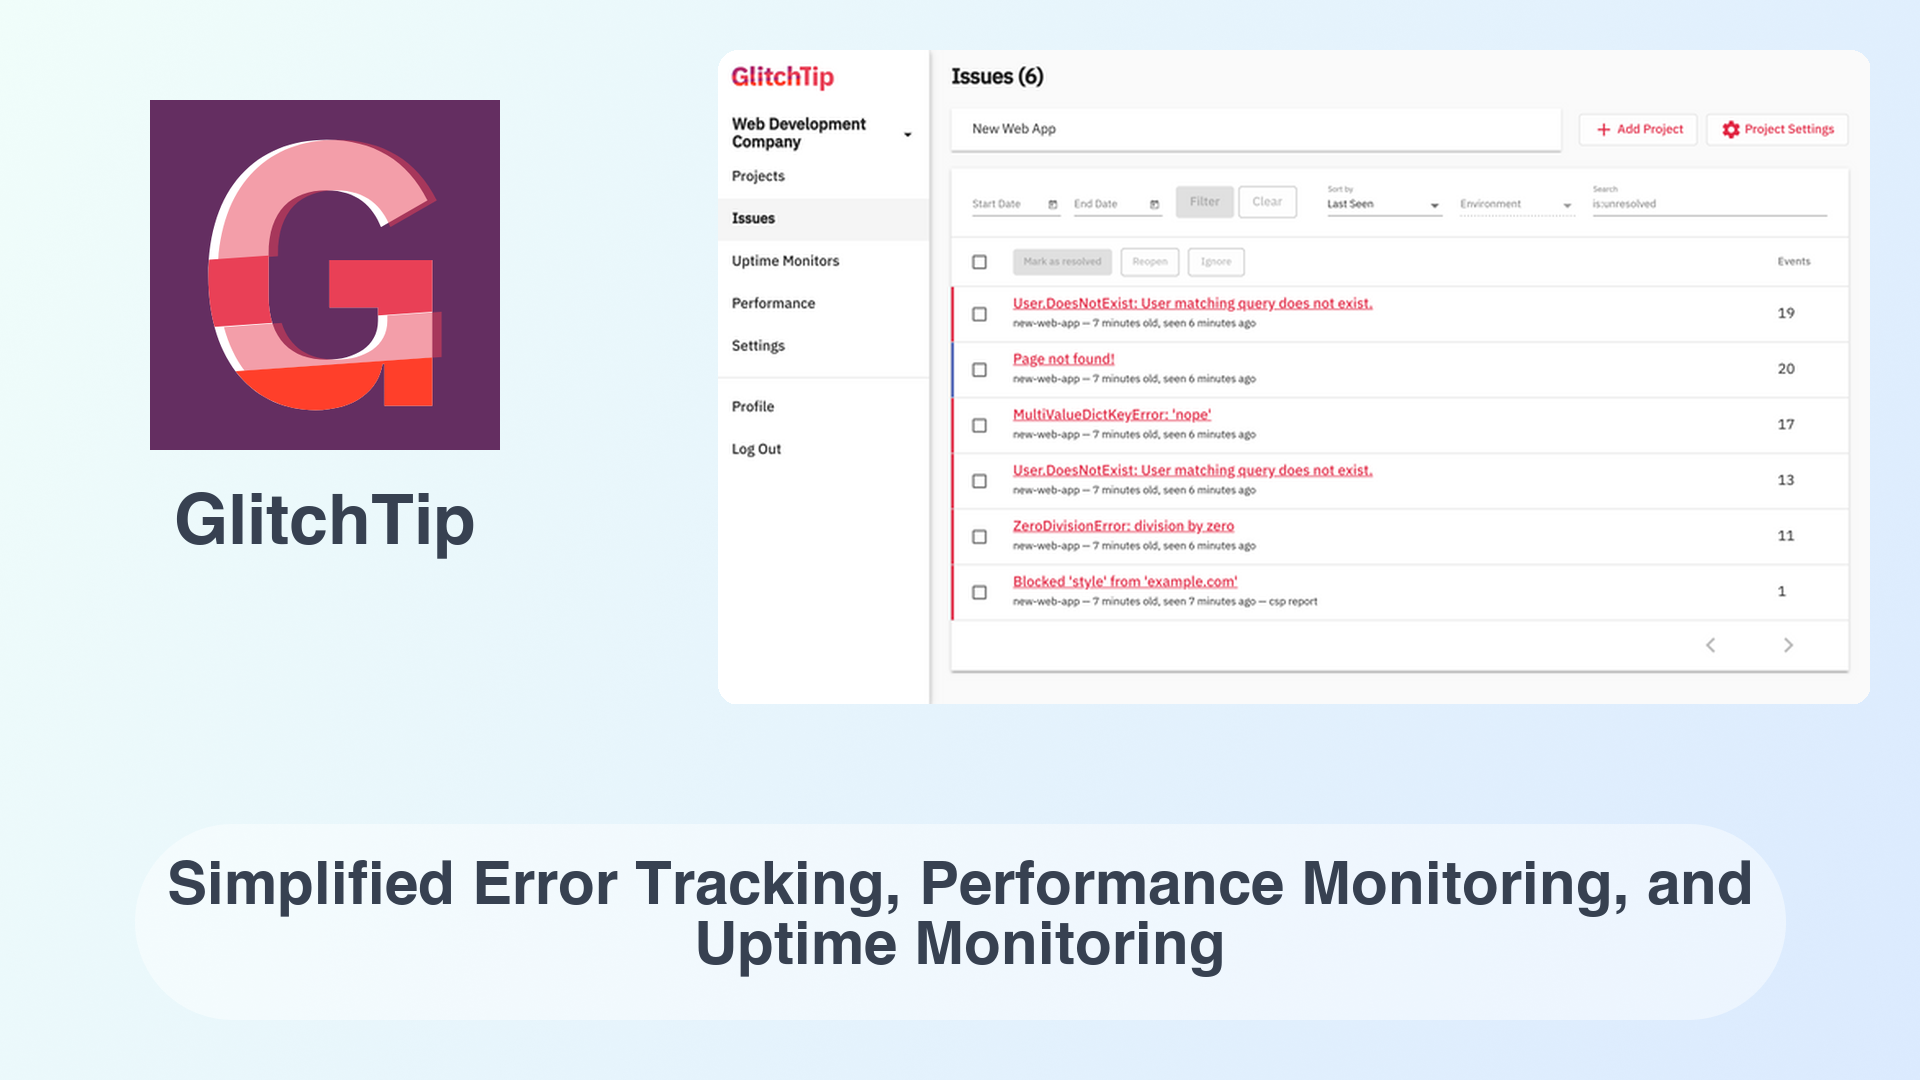 GlitchTip
GlitchTip
Web Development
Company
Projects
Issues
Uptime Monitors
Performance
Settings
Profile
Log Out
Issues (6)
New Web App
Add Project
Project Settings
Start Date
End Date
Filter
Clear
Sort by
Last Seen
Environment
Search
is:unresolved
Mark as resolved
Reopen
Ignore
Events
User.DoesNotExist: User matching query does not exist.
new-web-app — 7 minutes old, seen 6 minutes ago
19
Page not found!
new-web-app — 7 minutes old, seen 6 minutes ago
20
MultiValueDictKeyError: 'nope'
new-web-app — 7 minutes old, seen 6 minutes ago
17
User.DoesNotExist: User matching query does not exist.
new-web-app — 7 minutes old, seen 6 minutes ago
13
ZeroDivisionError: division by zero
new-web-app — 7 minutes old, seen 6 minutes ago
11
Blocked 'style' from 'example.com'
new-web-app — 7 minutes old, seen 7 minutes ago — csp report
1
Simplified Error Tracking, Performance Monitoring, and
Uptime Monitoring